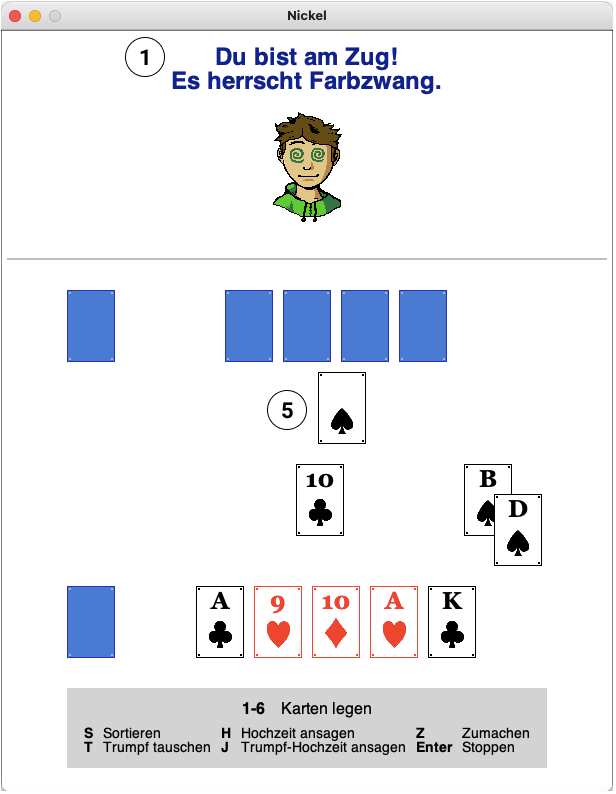 Nickel
1 Du bist am Zug!
Es herrscht Farbzwang.
5
10 B
D
A 9 10 A K
1-6 Karten legen
S Sortieren H Hochzeit ansagen Z Zumachen
T Trumpf tauschen J Trumpf-Hochzeit ansagen Enter Stoppen